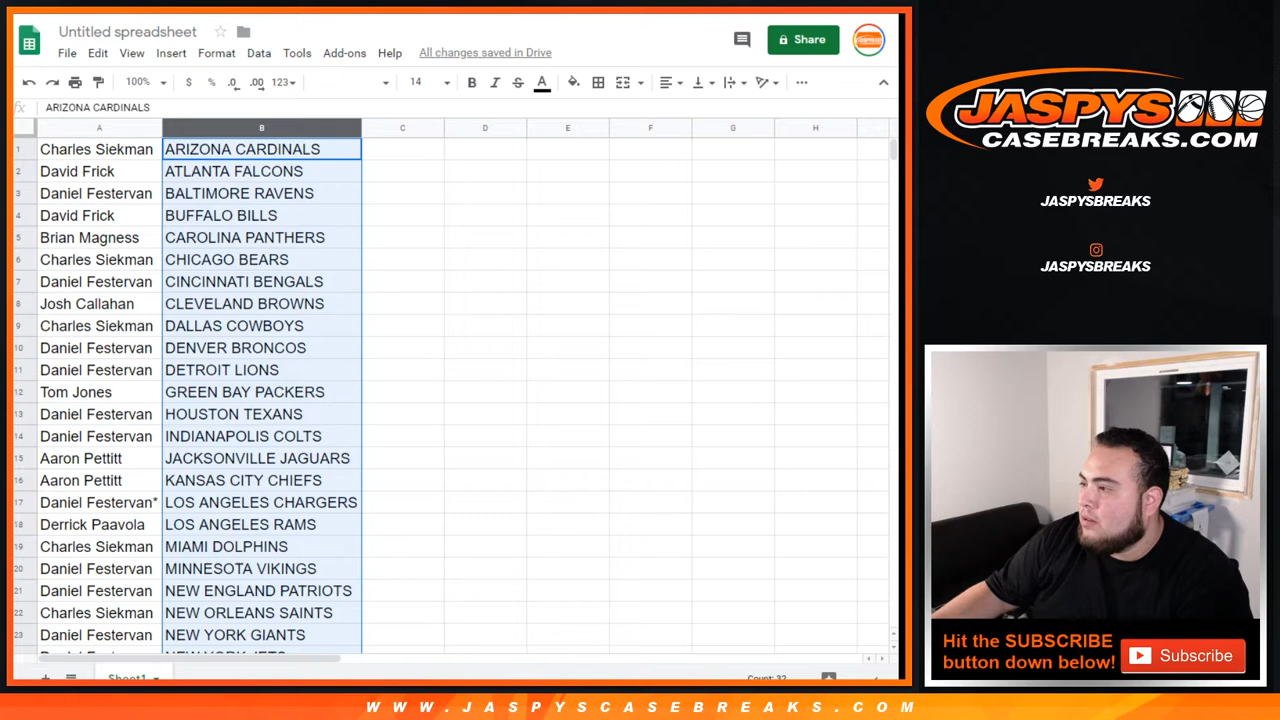 Untitled spreadsheet
File Edit View Insert Format Data Tools Add-ons Help All changes saved in Drive
Share
100% $ % .0 .00 123 14 B I S A
fx ARIZONA CARDINALS
A B C D E F G H
1 Charles Siekman ARIZONA CARDINALS
2 David Frick ATLANTA FALCONS
3 Daniel Festervan BALTIMORE RAVENS
4 David Frick BUFFALO BILLS
5 Brian Magness CAROLINA PANTHERS
6 Charles Siekman CHICAGO BEARS
7 Daniel Festervan CINCINNATI BENGALS
8 Josh Callahan CLEVELAND BROWNS
9 Charles Siekman DALLAS COWBOYS
10 Daniel Festervan DENVER BRONCOS
11 Daniel Festervan DETROIT LIONS
12 Tom Jones GREEN BAY PACKERS
13 Daniel Festervan HOUSTON TEXANS
14 Daniel Festervan INDIANAPOLIS COLTS
15 Aaron Pettitt JACKSONVILLE JAGUARS
16 Aaron Pettitt KANSAS CITY CHIEFS
17 Daniel Festervan* LOS ANGELES CHARGERS
18 Derrick Paavola LOS ANGELES RAMS
19 Charles Siekman MIAMI DOLPHINS
20 Daniel Festervan MINNESOTA VIKINGS
21 Daniel Festervan NEW ENGLAND PATRIOTS
22 Charles Siekman NEW ORLEANS SAINTS
23 Daniel Festervan NEW YORK GIANTS
NEW YORK JETS
Sheet1 Count: 32
JASPYS
CASEBREAKS.COM
JASPYSBREAKS
JASPYSBREAKS
Hit the SUBSCRIBE
button down below!
Subscribe
WWW.JASPYSCASEBREAKS.COM